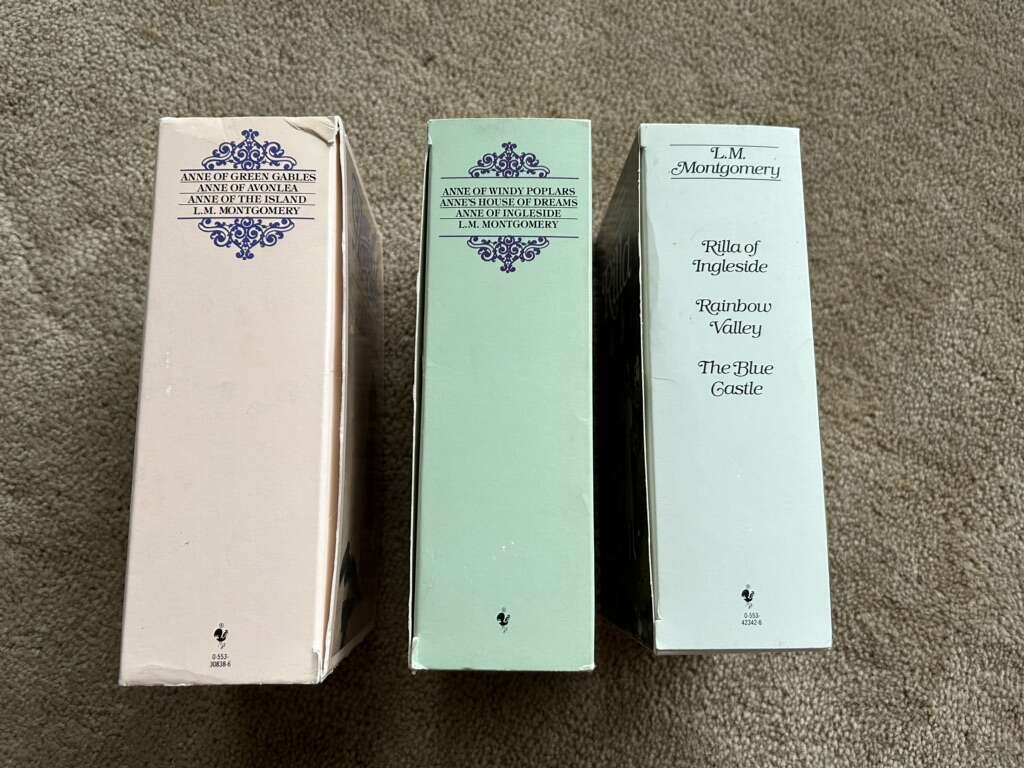 ANNE OF GREEN GABLES
ANNE OF AVONLEA
ANNE OF THE ISLAND
L.M. MONTGOMERY
®
0-553-
30838-6
ANNE OF WINDY POPLARS
ANNE'S HOUSE OF DREAMS
ANNE OF INGLESIDE
L.M. MONTGOMERY
®
L.M.
Montgomery
Rilla of
Ingleside
Rainbow
Valley
The Blue
Castle
®
0-553-
42342-6